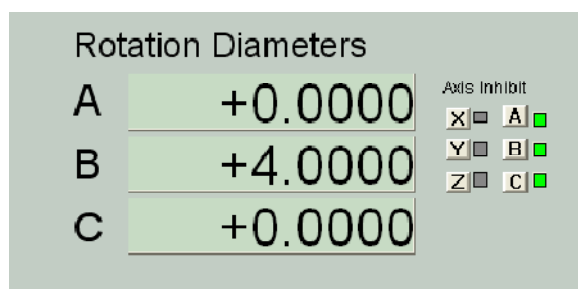 Rotation Diameters
A +0.0000
B +4.0000
C +0.0000
Axis Inhibit
X A
Y B
Z C